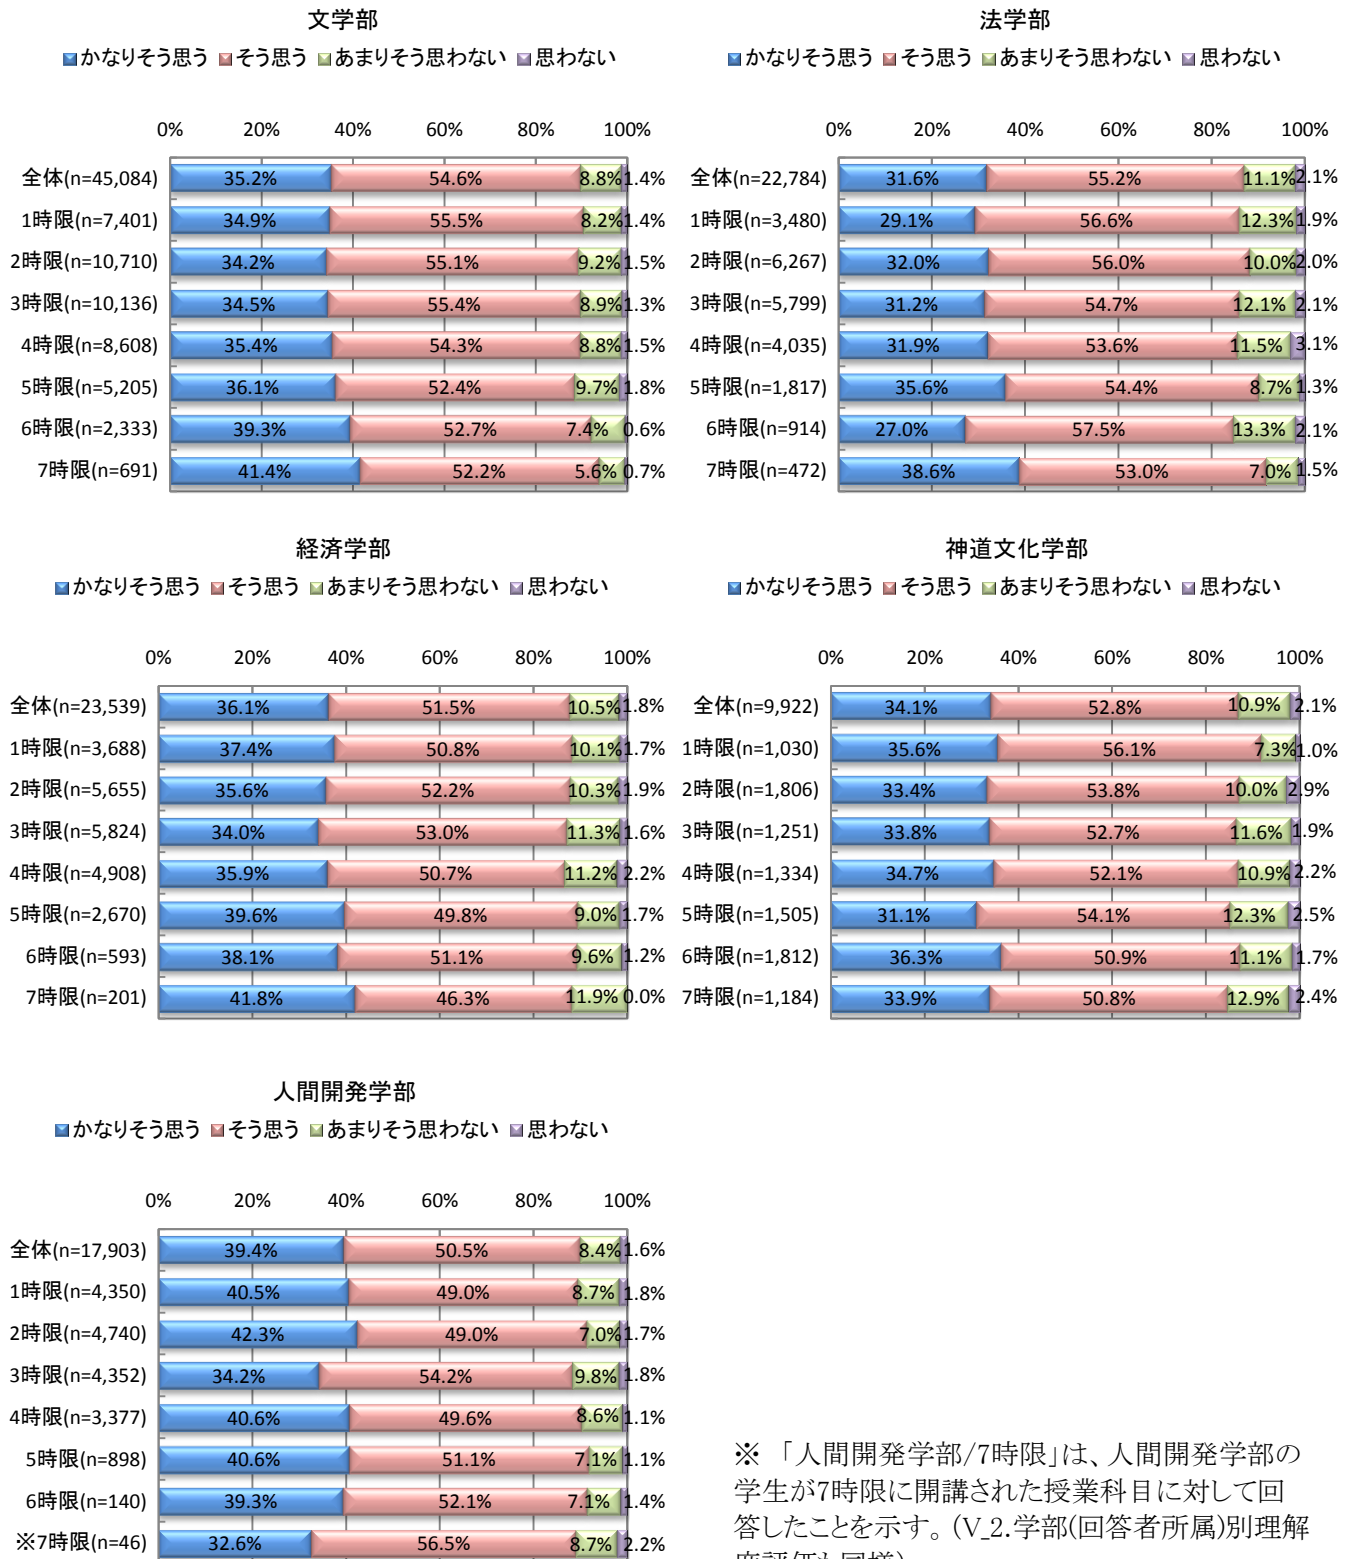 文学部
かなりそう思う そう思う あまりそう思わない 思わない
0% 20% 40% 60% 80% 100%
全体(n=45,084) 35.2% 54.6% 8.8% 1.4%
1時限(n=7,401) 34.9% 55.5% 8.2% 1.4%
2時限(n=10,710) 34.2% 55.1% 9.2% 1.5%
3時限(n=10,136) 34.5% 55.4% 8.9% 1.3%
4時限(n=8,608) 35.4% 54.3% 8.8% 1.5%
5時限(n=5,205) 36.1% 52.4% 9.7% 1.8%
6時限(n=2,333) 39.3% 52.7% 7.4% 0.6%
7時限(n=691) 41.4% 52.2% 5.6% 0.7%
法学部
かなりそう思う そう思う あまりそう思わない 思わない
0% 20% 40% 60% 80% 100%
全体(n=22,784) 31.6% 55.2% 11.1% 2.1%
1時限(n=3,480) 29.1% 56.6% 12.3% 1.9%
2時限(n=6,267) 32.0% 56.0% 10.0% 2.0%
3時限(n=5,799) 31.2% 54.7% 12.1% 2.1%
4時限(n=4,035) 31.9% 53.6% 11.5% 3.1%
5時限(n=1,817) 35.6% 54.4% 8.7% 1.3%
6時限(n=914) 27.0% 57.5% 13.3% 2.1%
7時限(n=472) 38.6% 53.0% 7.0% 1.5%
経済学部
かなりそう思う そう思う あまりそう思わない 思わない
0% 20% 40% 60% 80% 100%
全体(n=23,539) 36.1% 51.5% 10.5% 1.8%
1時限(n=3,688) 37.4% 50.8% 10.1% 1.7%
2時限(n=5,655) 35.6% 52.2% 10.3% 1.9%
3時限(n=5,824) 34.0% 53.0% 11.3% 1.6%
4時限(n=4,908) 35.9% 50.7% 11.2% 2.2%
5時限(n=2,670) 39.6% 49.8% 9.0% 1.7%
6時限(n=593) 38.1% 51.1% 9.6% 1.2%
7時限(n=201) 41.8% 46.3% 11.9% 0.0%
神道文化学部
かなりそう思う そう思う あまりそう思わない 思わない
0% 20% 40% 60% 80% 100%
全体(n=9,922) 34.1% 52.8% 10.9% 2.1%
1時限(n=1,030) 35.6% 56.1% 7.3% 1.0%
2時限(n=1,806) 33.4% 53.8% 10.0% 2.9%
3時限(n=1,251) 33.8% 52.7% 11.6% 1.9%
4時限(n=1,334) 34.7% 52.1% 10.9% 2.2%
5時限(n=1,505) 31.1% 54.1% 12.3% 2.5%
6時限(n=1,812) 36.3% 50.9% 11.1% 1.7%
7時限(n=1,184) 33.9% 50.8% 12.9% 2.4%
人間開発学部
かなりそう思う そう思う あまりそう思わない 思わない
0% 20% 40% 60% 80% 100%
全体(n=17,903) 39.4% 50.5% 8.4% 1.6%
1時限(n=4,350) 40.5% 49.0% 8.7% 1.8%
2時限(n=4,740) 42.3% 49.0% 7.0% 1.7%
3時限(n=4,352) 34.2% 54.2% 9.8% 1.8%
4時限(n=3,377) 40.6% 49.6% 8.6% 1.1%
5時限(n=898) 40.6% 51.1% 7.1% 1.1%
6時限(n=140) 39.3% 52.1% 7.1% 1.4%
※7時限(n=46) 32.6% 56.5% 8.7% 2.2%
※ 「人間開発学部/7時限」は、人間開発学部の
学生が7時限に開講された授業科目に対して回
答したことを示す。(V_2.学部(回答者所属)別理解